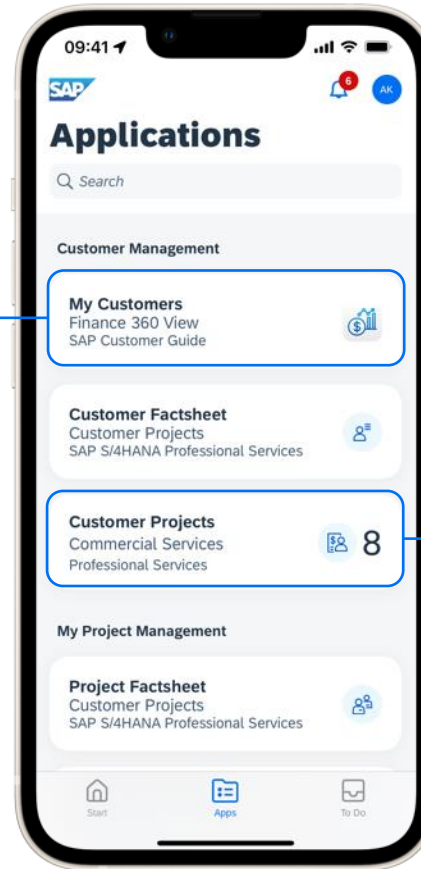 09:41
SAP
6
AK
Applications
Search
Customer Management
My Customers
Finance 360 View
SAP Customer Guide
Customer Factsheet
Customer Projects
SAP S/4HANA Professional Services
Customer Projects
Commercial Services
Professional Services
8
My Project Management
Project Factsheet
Customer Projects
SAP S/4HANA Professional Services
Start
Apps
To Do